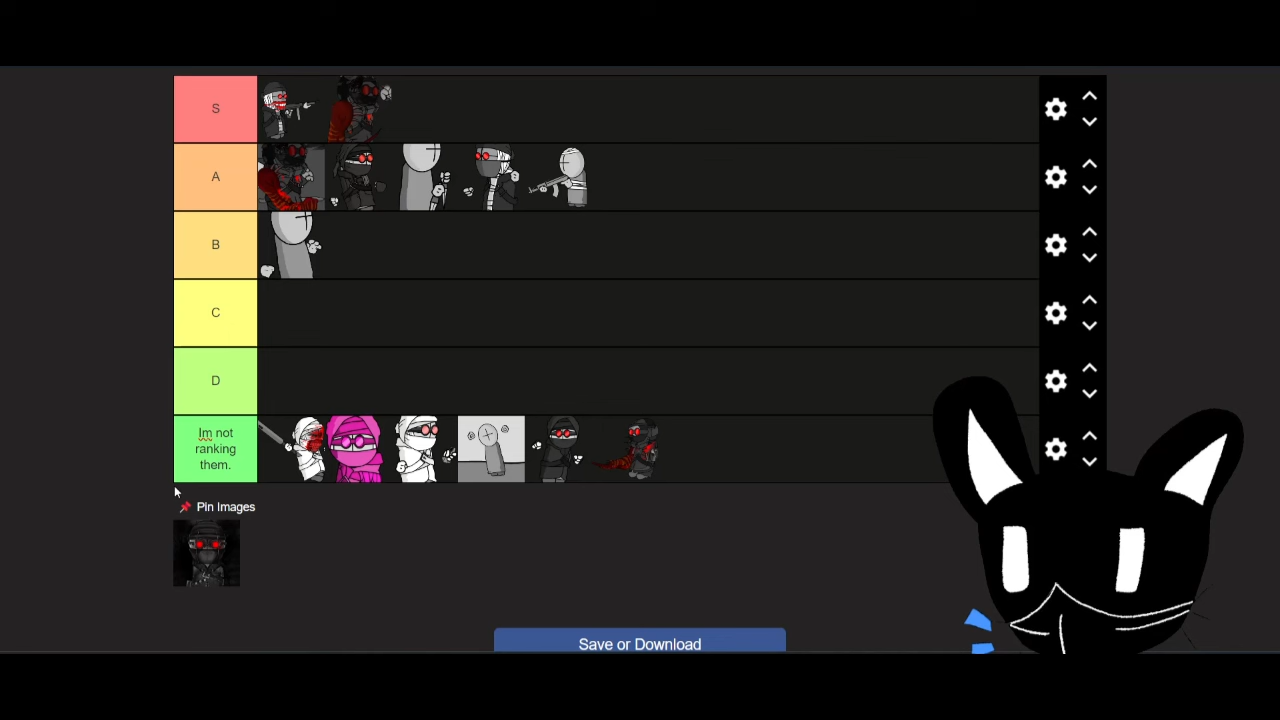 S
A
B
C
D
Im not
ranking
them.
Pin Images
Save or Download